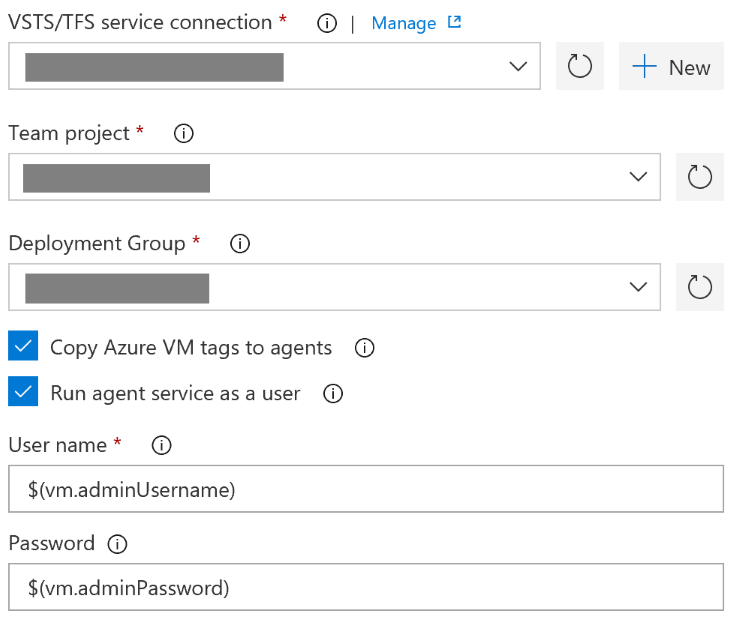 VSTS/TFS service connection * | Manage
New
Team project *
Deployment Group *
Copy Azure VM tags to agents
Run agent service as a user
User name *
$(vm.adminUsername)
Password
$(vm.adminPassword)